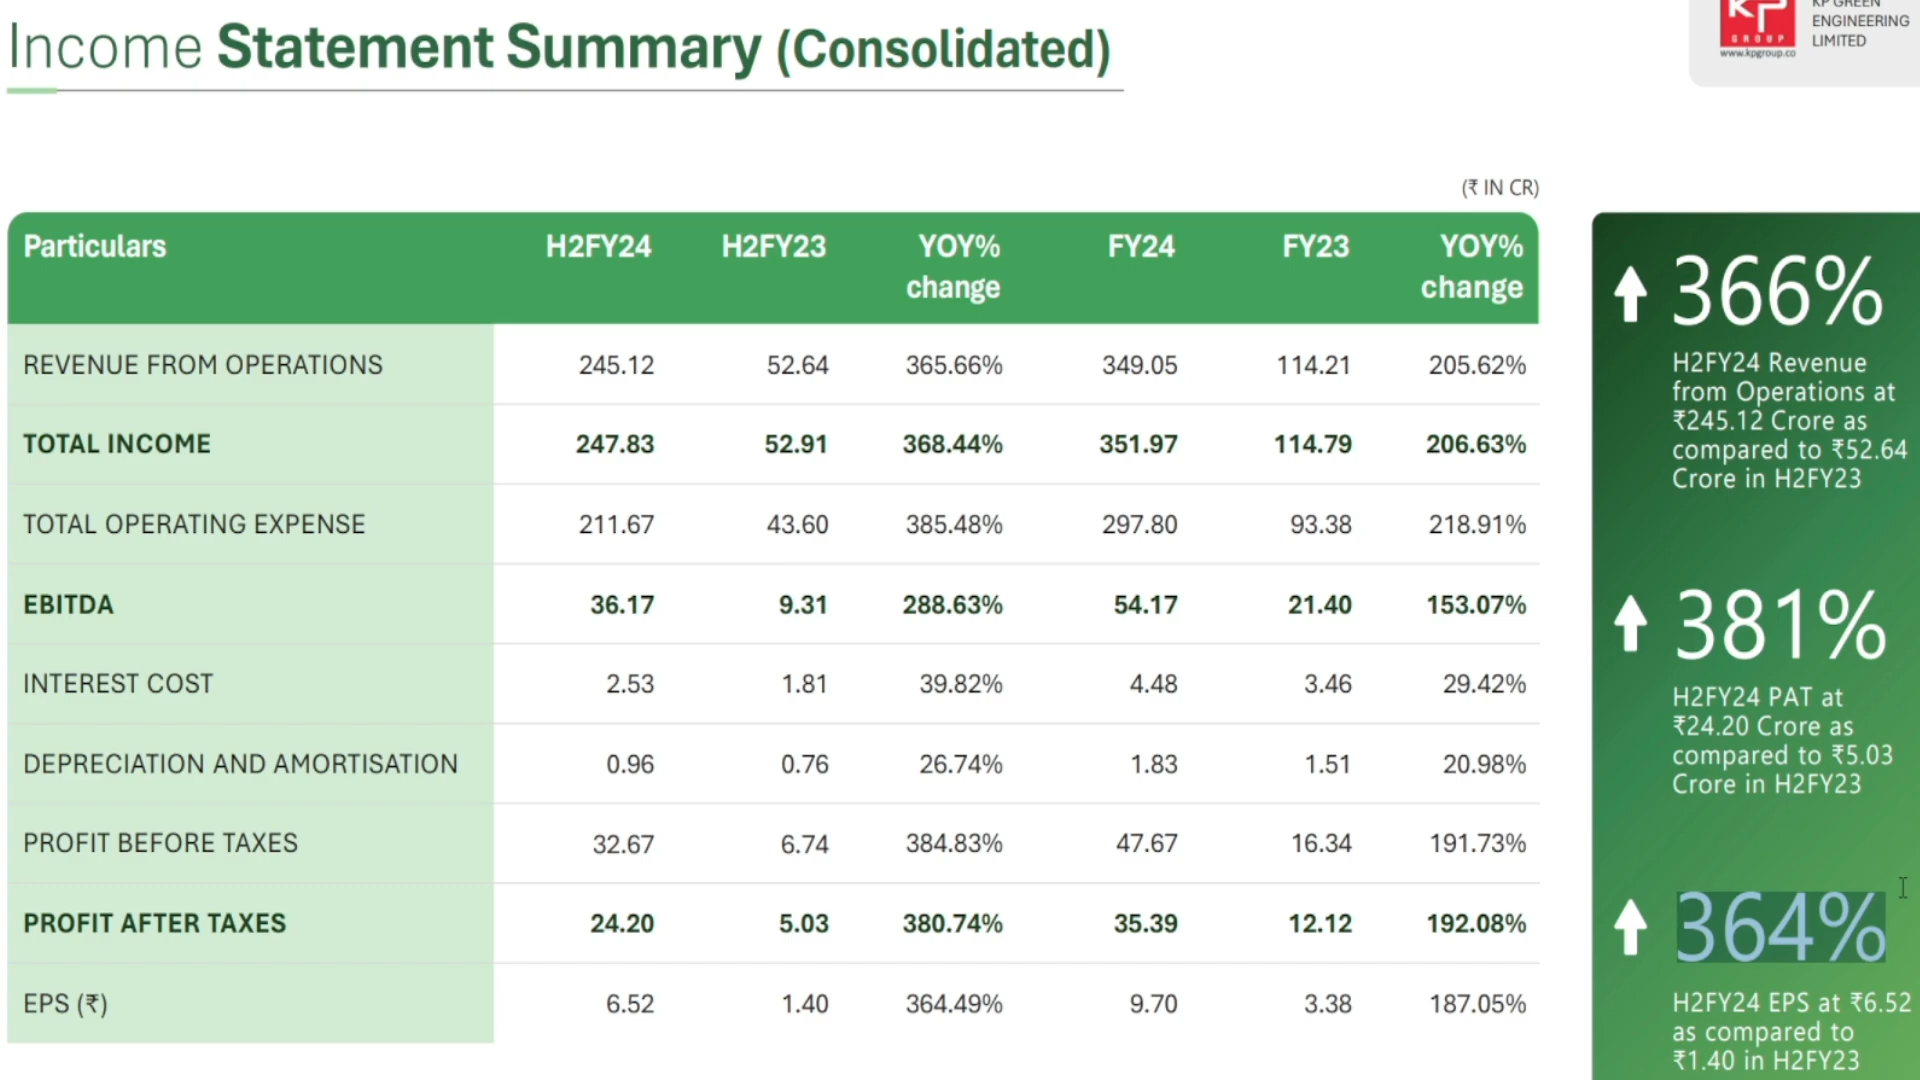 Income Statement Summary (Consolidated)
KP GREEN
ENGINEERING
LIMITED
KP
GROUP
www.kpgroup.co
(₹ IN CR)
Particulars H2FY24 H2FY23 YOY% change FY24 FY23 YOY% change
REVENUE FROM OPERATIONS 245.12 52.64 365.66% 349.05 114.21 205.62%
TOTAL INCOME 247.83 52.91 368.44% 351.97 114.79 206.63%
TOTAL OPERATING EXPENSE 211.67 43.60 385.48% 297.80 93.38 218.91%
EBITDA 36.17 9.31 288.63% 54.17 21.40 153.07%
INTEREST COST 2.53 1.81 39.82% 4.48 3.46 29.42%
DEPRECIATION AND AMORTISATION 0.96 0.76 26.74% 1.83 1.51 20.98%
PROFIT BEFORE TAXES 32.67 6.74 384.83% 47.67 16.34 191.73%
PROFIT AFTER TAXES 24.20 5.03 380.74% 35.39 12.12 192.08%
EPS (₹) 6.52 1.40 364.49% 9.70 3.38 187.05%
366%
H2FY24 Revenue
from Operations at
₹245.12 Crore as
compared to ₹52.64
Crore in H2FY23
381%
H2FY24 PAT at
₹24.20 Crore as
compared to ₹5.03
Crore in H2FY23
364%
H2FY24 EPS at ₹6.52
as compared to
₹1.40 in H2FY23